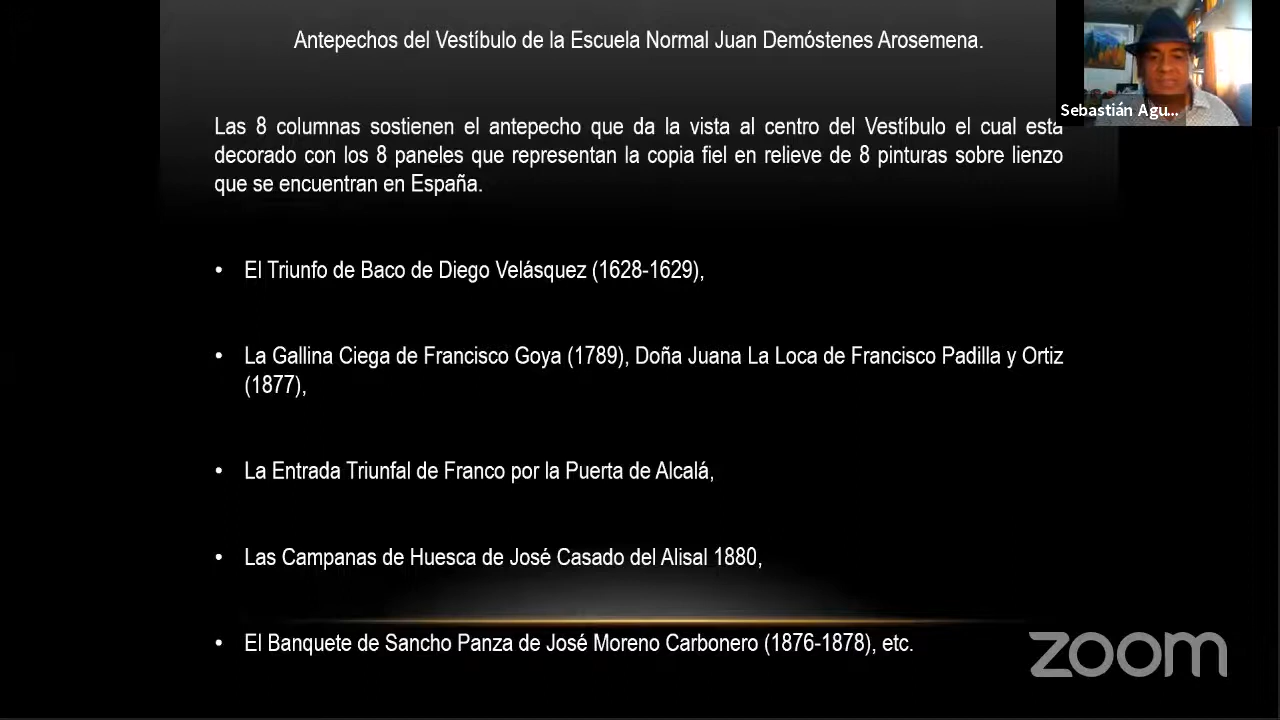 Antepechos del Vestíbulo de la Escuela Normal Juan Demóstenes Arosemena.
Sebastián Agu...
Las 8 columnas sostienen el antepecho que da la vista al centro del Vestíbulo el cual está
decorado con los 8 paneles que representan la copia fiel en relieve de 8 pinturas sobre lienzo
que se encuentran en España.
• El Triunfo de Baco de Diego Velásquez (1628-1629),
• La Gallina Ciega de Francisco Goya (1789), Doña Juana La Loca de Francisco Padilla y Ortiz
(1877),
• La Entrada Triunfal de Franco por la Puerta de Alcalá,
• Las Campanas de Huesca de José Casado del Alisal 1880,
• El Banquete de Sancho Panza de José Moreno Carbonero (1876-1878), etc.
zoom